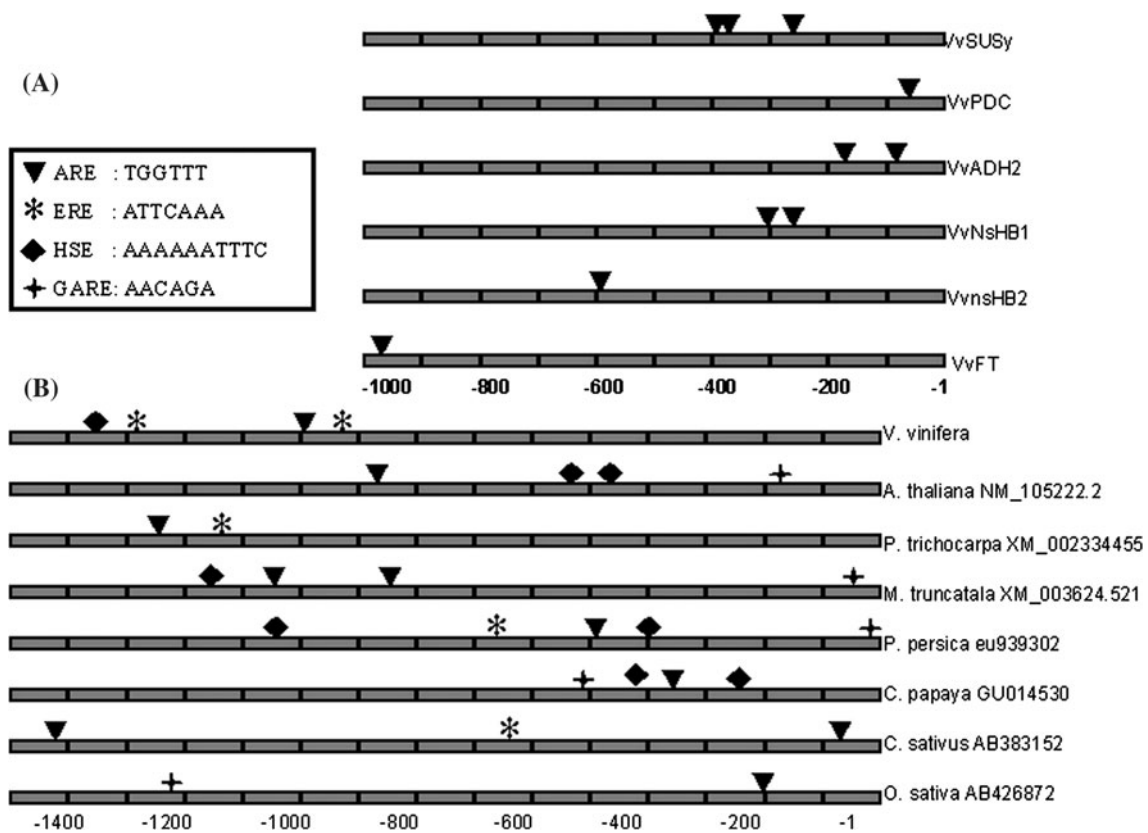 VvSUSy
(A)
VvPDC
ARE : TGGTTT
ERE : ATTCAAA
HSE : AAAAAATTTC
GARE: AACAGA
VvADH2
VvNsHB1
VvnsHB2
VvFT
-1000 -800 -600 -400 -200 -1
(B)
V. vinifera
A. thaliana NM_105222.2
P. trichocarpa XM_002334455
M. truncatala XM_003624.521
P. persica eu939302
C. papaya GU014530
C. sativus AB383152
O. sativa AB426872
-1400 -1200 -1000 -800 -600 -400 -200 -1